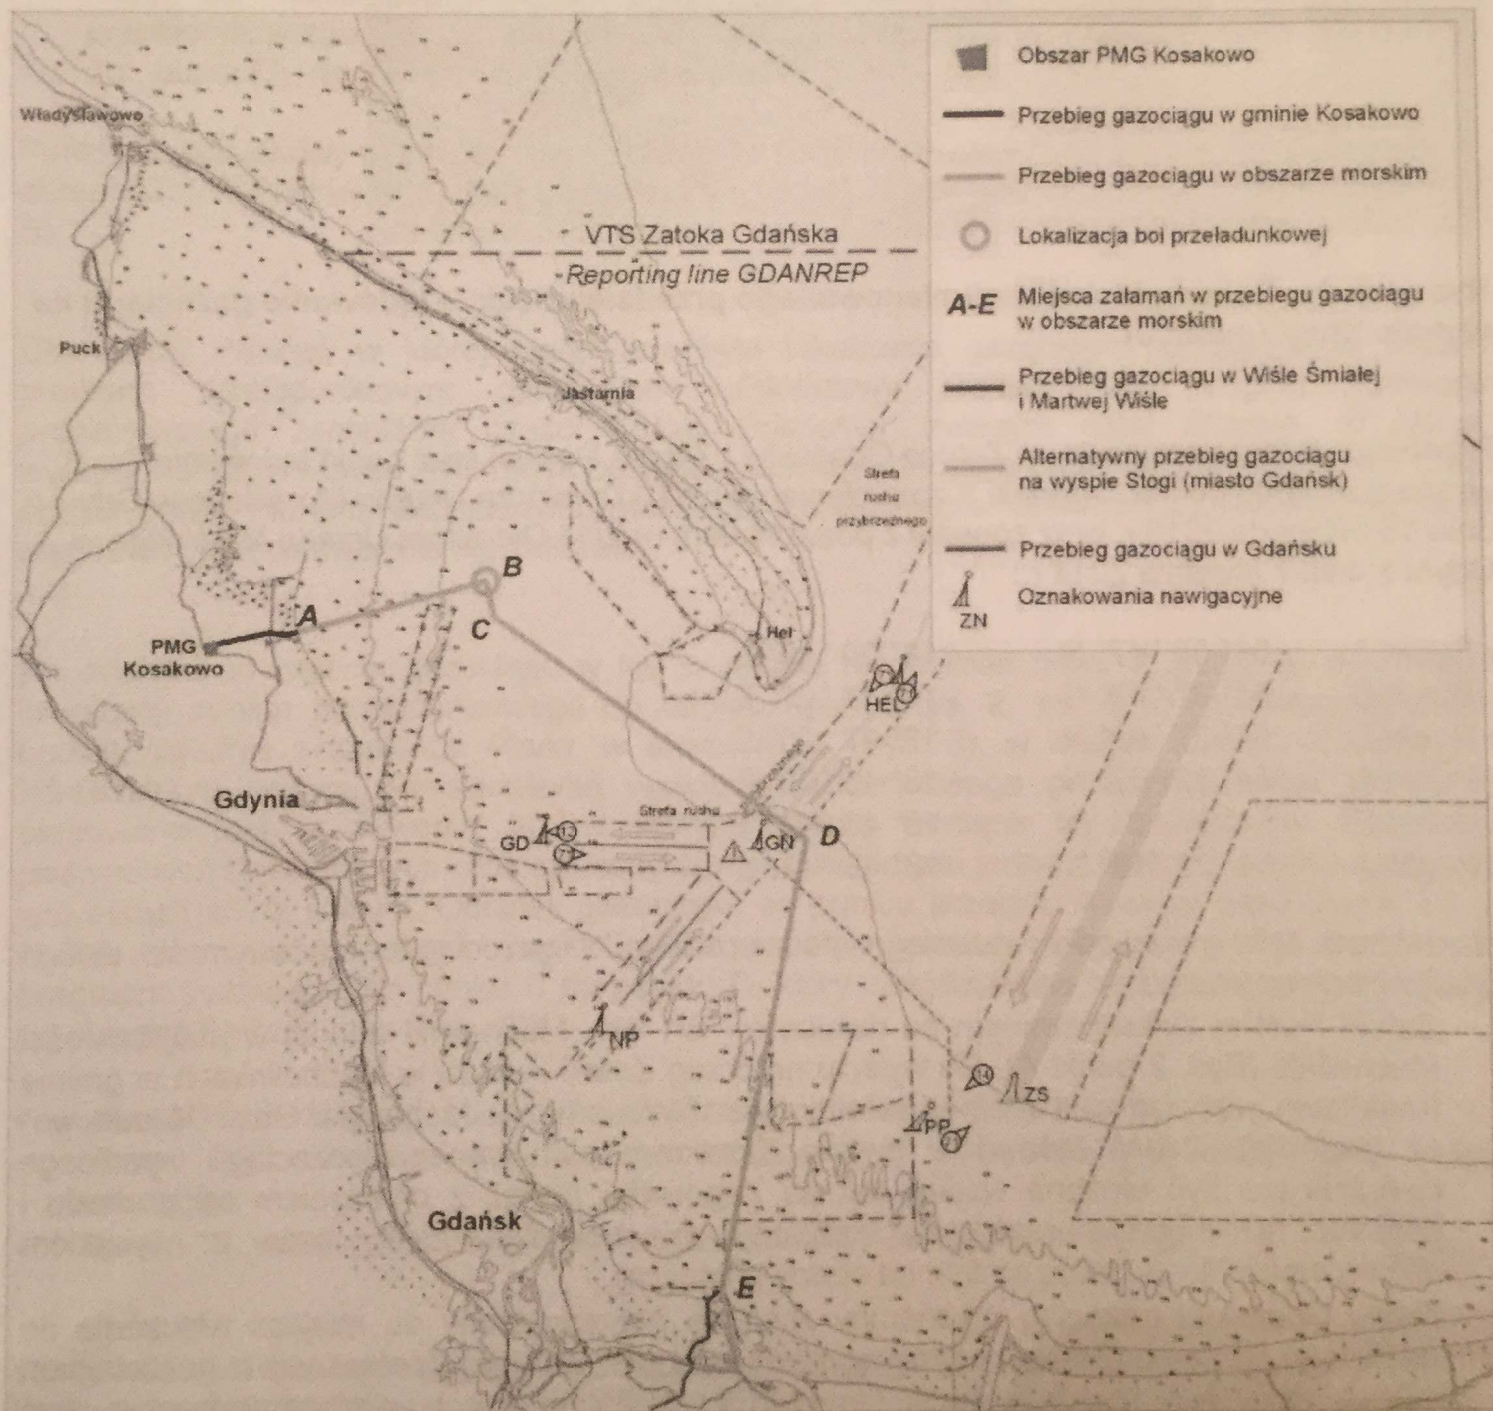 Władysławowo
VTS Zatoka Gdańska
Reporting line GDANREP
Puck
Jastarnia
Strefa
ruchu
przybrzeżnego
B
A
C
PMG
Kosakowo
Hel
HEL
Gdynia
Strefa ruchu
GD
GN
D
NP
ZS
PP
Gdańsk
E
Obszar PMG Kosakowo
Przebieg gazociągu w gminie Kosakowo
Przebieg gazociągu w obszarze morskim
Lokalizacja boi przeładunkowej
A-E
Miejsca załamań w przebiegu gazociągu
w obszarze morskim
Przebieg gazociągu w Wiśle Śmiałej
i Martwej Wiśle
Alternatywny przebieg gazociągu
na wyspie Stogi (miasto Gdańsk)
Przebieg gazociągu w Gdańsku
Oznakowania nawigacyjne
ZN